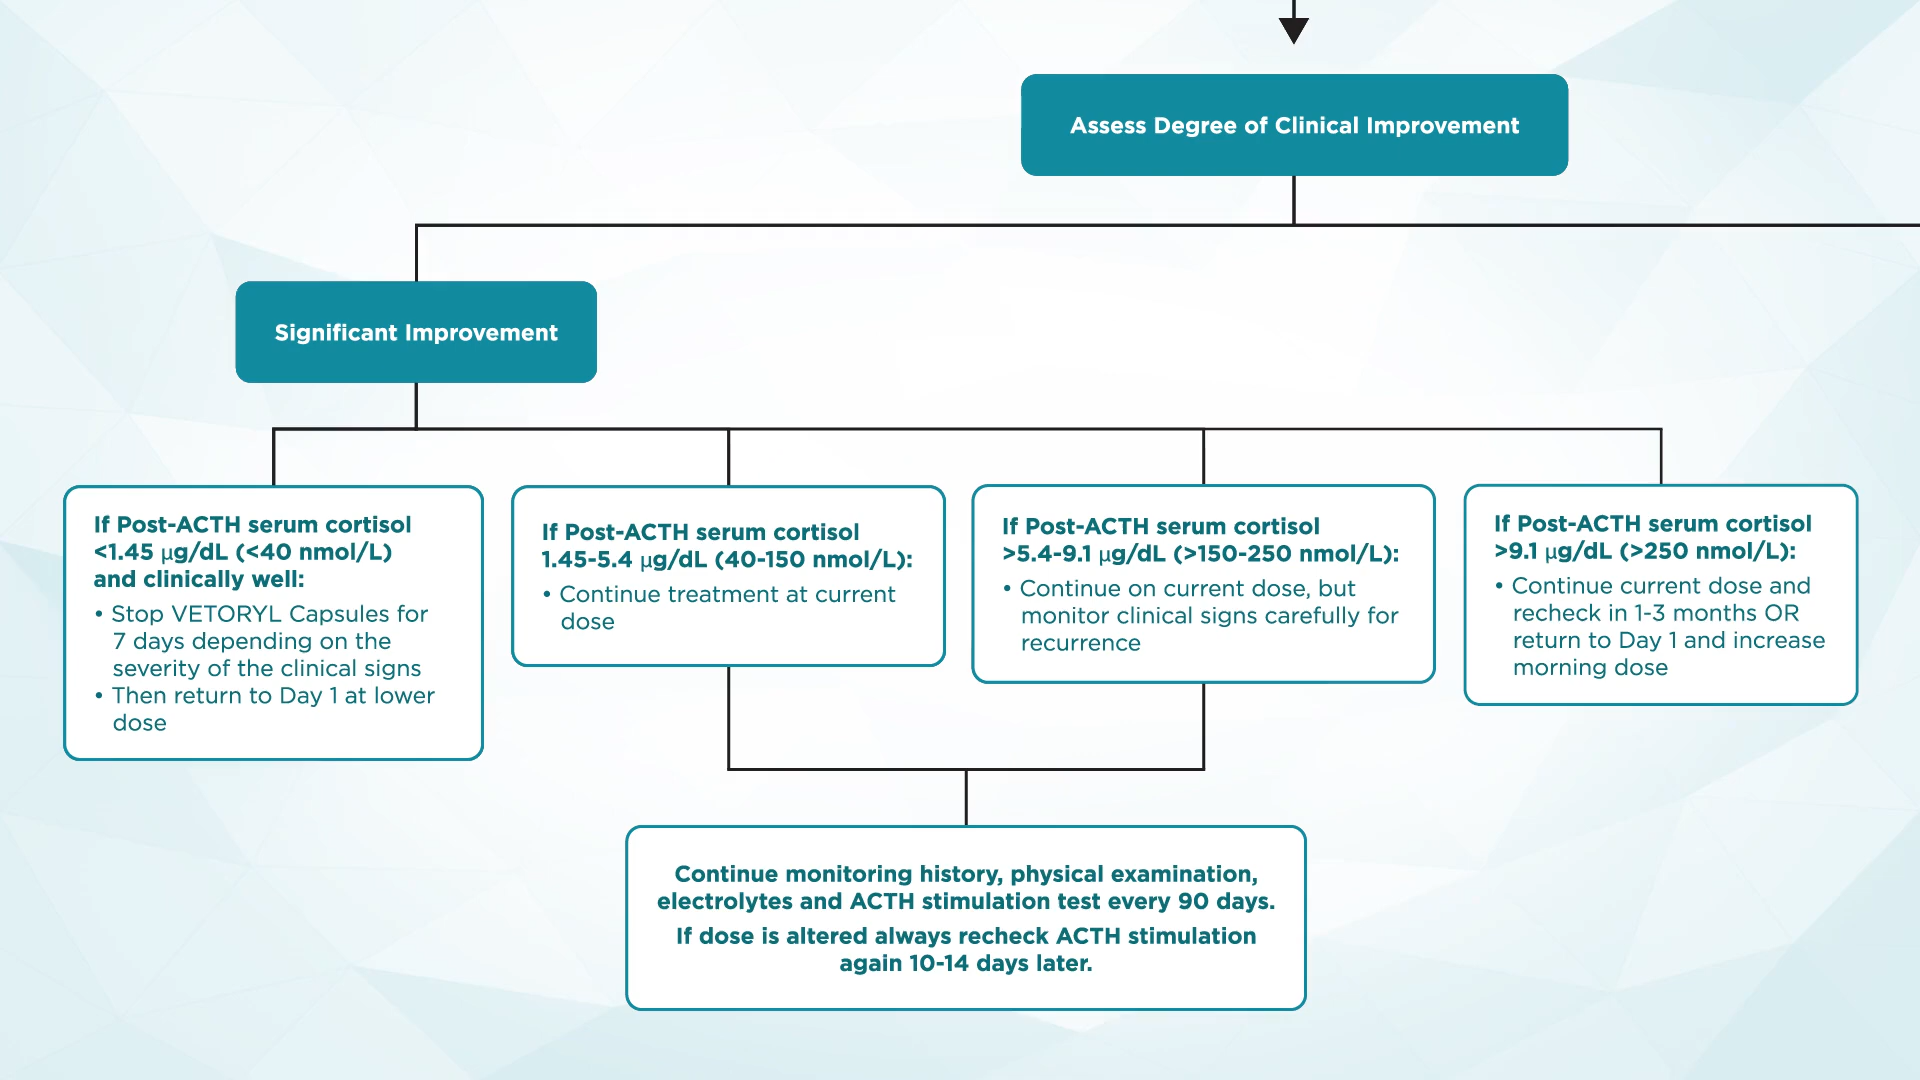 Assess Degree of Clinical Improvement
Significant Improvement
If Post-ACTH serum cortisol
<1.45 µg/dL (<40 nmol/L)
and clinically well:
• Stop VETORYL Capsules for
7 days depending on the
severity of the clinical signs
• Then return to Day 1 at lower
dose
If Post-ACTH serum cortisol
1.45-5.4 µg/dL (40-150 nmol/L):
• Continue treatment at current
dose
If Post-ACTH serum cortisol
>5.4-9.1 µg/dL (>150-250 nmol/L):
• Continue on current dose, but
monitor clinical signs carefully for
recurrence
If Post-ACTH serum cortisol
>9.1 µg/dL (>250 nmol/L):
• Continue current dose and
recheck in 1-3 months OR
return to Day 1 and increase
morning dose
Continue monitoring history, physical examination,
electrolytes and ACTH stimulation test every 90 days.
If dose is altered always recheck ACTH stimulation
again 10-14 days later.